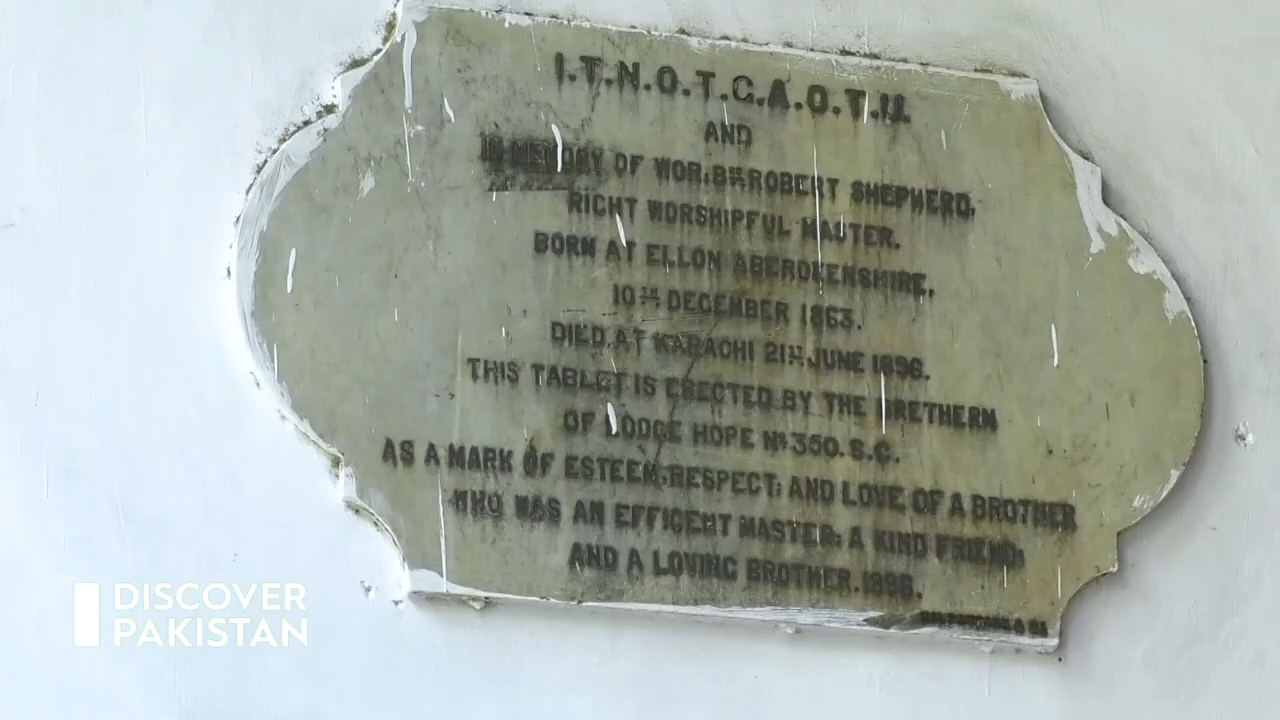 I.T.N.O.T.G.A.O.T.U.
AND
IN MEMORY OF WOR. BRO. ROBERT SHEPHERD,
RIGHT WORSHIPFUL MASTER.
BORN AT ELLON ABERDEENSHIRE,
10TH DECEMBER 1863.
DIED AT KARACHI 21ST JUNE 1896.
THIS TABLET IS ERECTED BY THE BRETHERN
OF LODGE HOPE No 350. S.C.
AS A MARK OF ESTEEM, RESPECT, AND LOVE OF A BROTHER
WHO WAS AN EFFICENT MASTER; A KIND FRIEND;
AND A LOVING BROTHER. 1896.
DISCOVER
PAKISTAN